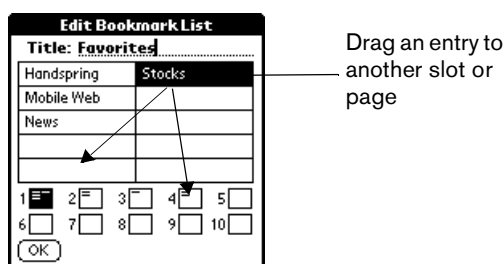 Edit Bookmark List
Title: Favorites
Handspring Stocks
Mobile Web
News
1 2 3 4 5
6 7 8 9 10
OK
Drag an entry to
another slot or
page